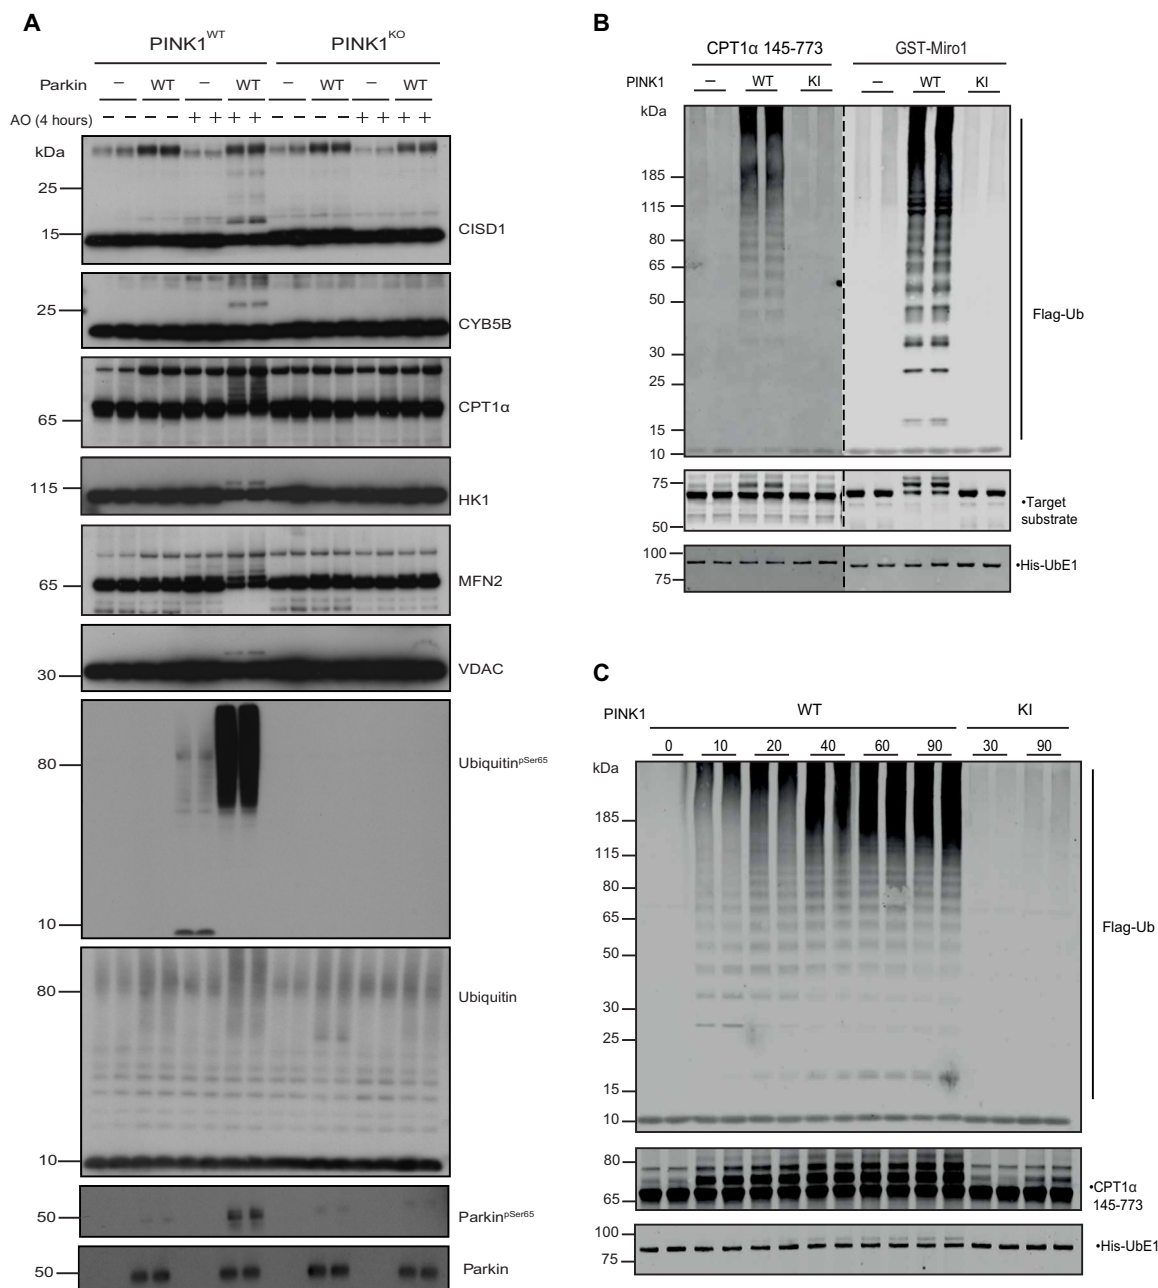 A
PINK1WT PINK1KO
Parkin – WT – WT – WT – WT
AO (4 hours) – – – – + + + + – – – – + + + +
kDa
25
15
CISD1
25
CYB5B
CPT1α
65
115
HK1
MFN2
65
VDAC
30
UbiquitinpSer65
80
10
Ubiquitin
80
10
50
ParkinpSer65
50
Parkin
B
CPT1α 145-773 GST-Miro1
PINK1 – WT KI – WT KI
kDa
185
115
80
65
50
30
25
15
10
Flag-Ub
75
50
•Target
substrate
100
75
•His-UbE1
C
PINK1 WT KI
0 10 20 40 60 90 30 90
kDa
185
115
80
65
50
30
25
15
10
Flag-Ub
80
65
•CPT1α
145-773
100
75
•His-UbE1